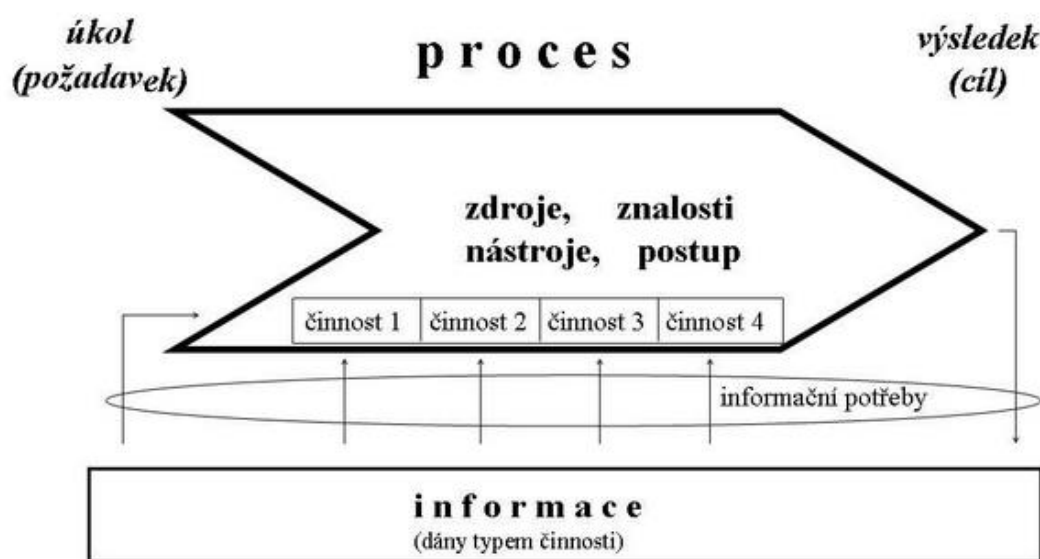 úkol
(požadavek)
proces
výsledek
(cíl)
zdroje, znalosti
nástroje, postup
činnost 1
činnost 2
činnost 3
činnost 4
informační potřeby
informace
(dány typem činnosti)